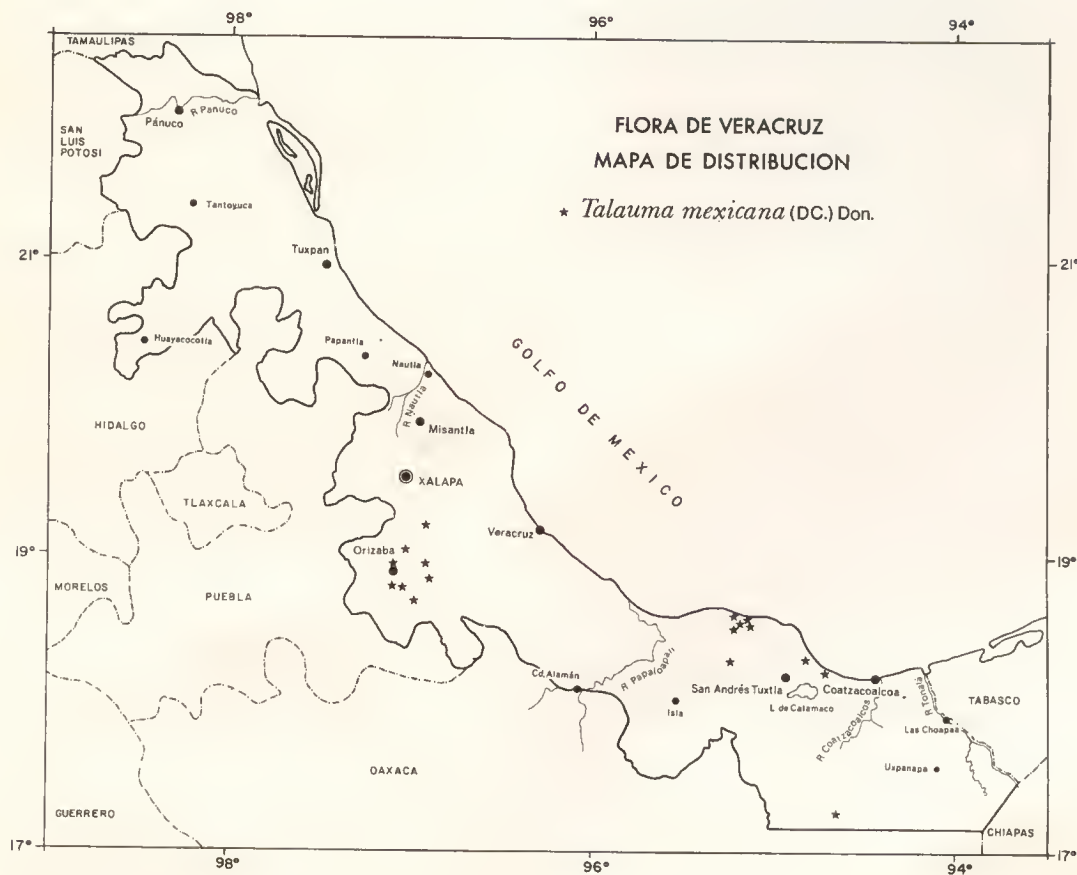 98°
96°
94°
TAMAULIPAS
R Panuco
Pánuco
SAN
LUIS
POTOSI
FLORA DE VERACRUZ
MAPA DE DISTRIBUCION
Talauma mexicana (DC.) Don.
Tantoyuca
Tuxpan
21°
21°
Huayacocotla
Papantla
Nautla
R Nautla
GOLFO DE MEXICO
HIDALGO
Misantla
XALAPA
TLAXCALA
Veracruz
19°
Orizaba
19°
MORELOS
PUEBLA
Cd. Alamán
R Papaloapan
San Andrés Tuxtla
Coatzacoalcos
L de Catamaco
R Tonalá
TABASCO
Isla
R Coatzacoalcos
Las Choapas
Uxpanapa
OAXACA
GUERRERO
CHIAPAS
17°
17°
98°
96°
94°